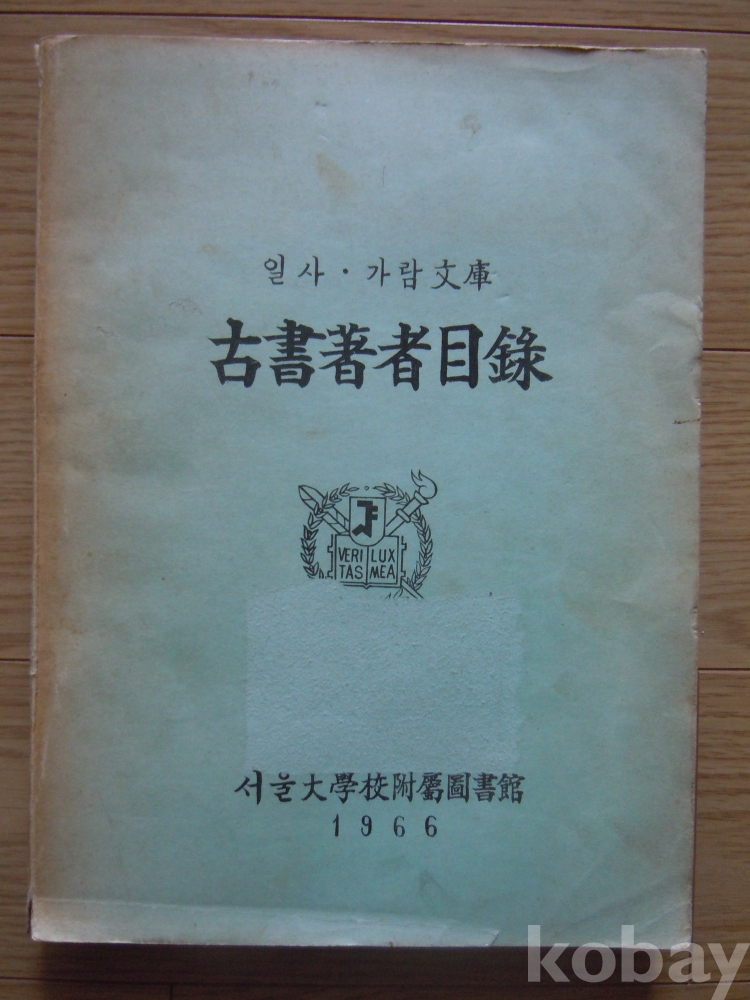 일사 · 가람文庫
古書著者目錄
VERI LUX
TAS MEA
서울大學校附屬圖書館
1966
kobay